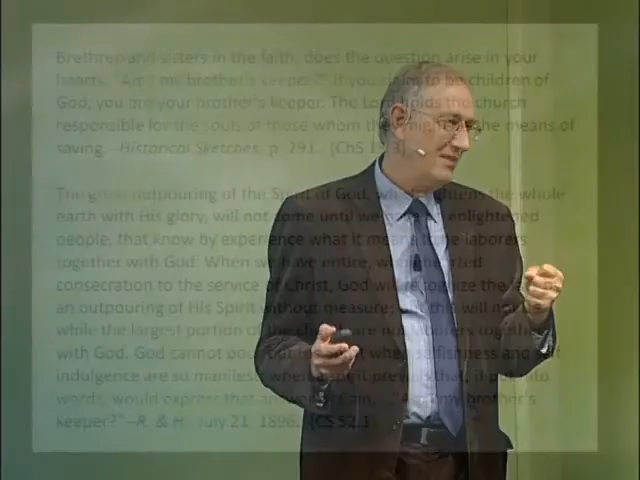 Brethren and sisters in the faith, does the question arise in your
hearts, "Am I my brother's keeper?" If you claim to be children of
God, you are your brother's keeper. The Lord holds the church
responsible for the souls of those whom they might be the means of
saving.--Historical Sketches, p. 291. {ChS 13.3}
The great outpouring of the Spirit of God, which lightens the whole
earth with His glory, will not come until we have an enlightened
people, that know by experience what it means to be laborers
together with God. When we have entire, wholehearted
consecration to the service of Christ, God will recognize the fact by
an outpouring of His Spirit without measure; but this will not
while the largest portion of the church are not laborers together
with God. God cannot pour out His Spirit when selfishness and self
indulgence are so manifest; when a spirit prevails that, if put into
words, would express that answer of Cain, "Am I my brother's
keeper?"--R. & H., July 21, 1896. {CS 52.1